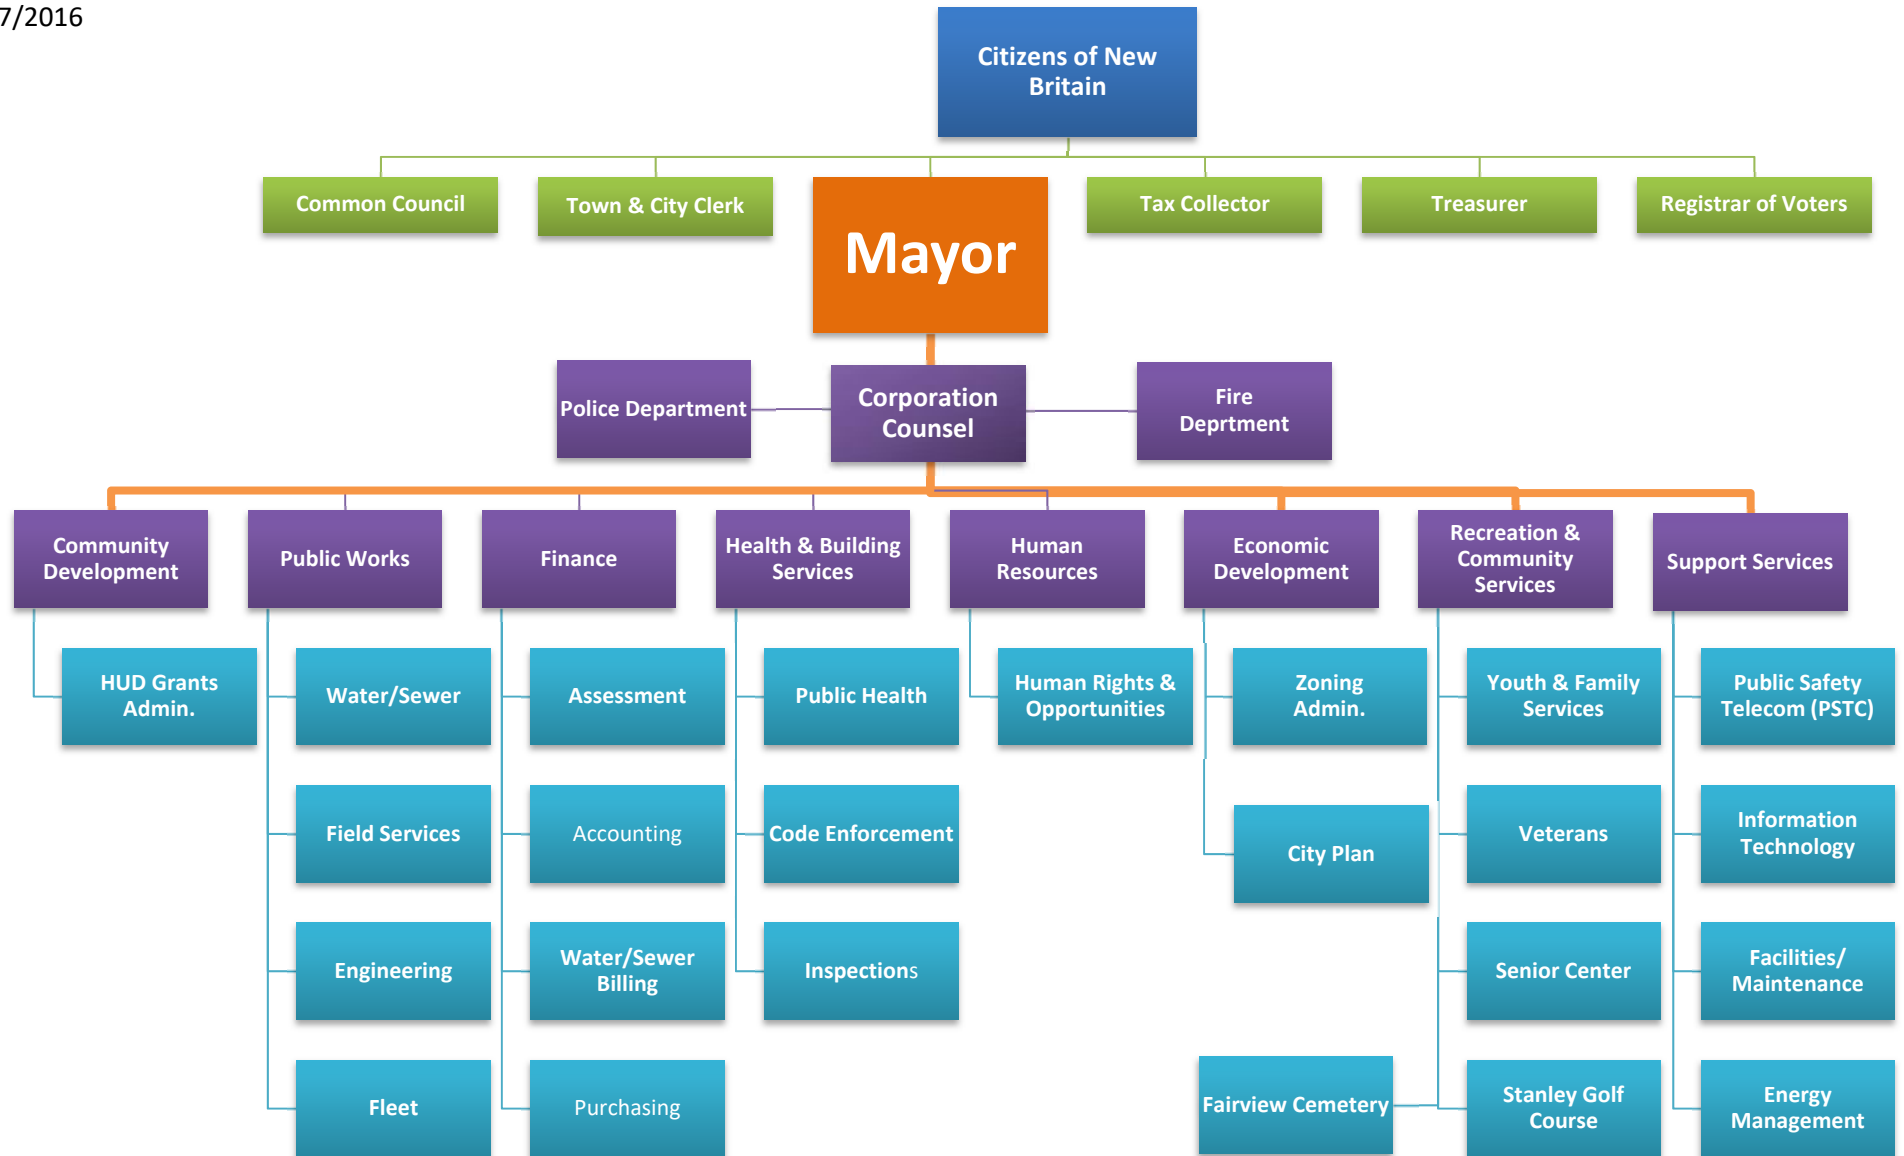 7/2016
Citizens of New
Britain
Common Council
Town & City Clerk
Mayor
Tax Collector
Treasurer
Registrar of Voters
Police Department
Corporation
Counsel
Fire
Deprtment
Community
Development
Public Works
Finance
Health & Building
Services
Human
Resources
Economic
Development
Recreation &
Community
Services
Support Services
HUD Grants
Admin.
Water/Sewer
Assessment
Public Health
Human Rights &
Opportunities
Zoning
Admin.
Youth & Family
Services
Public Safety
Telecom (PSTC)
Field Services
Accounting
Code Enforcement
City Plan
Veterans
Information
Technology
Engineering
Water/Sewer
Billing
Inspections
Senior Center
Facilities/
Maintenance
Fleet
Purchasing
Fairview Cemetery
Stanley Golf
Course
Energy
Management